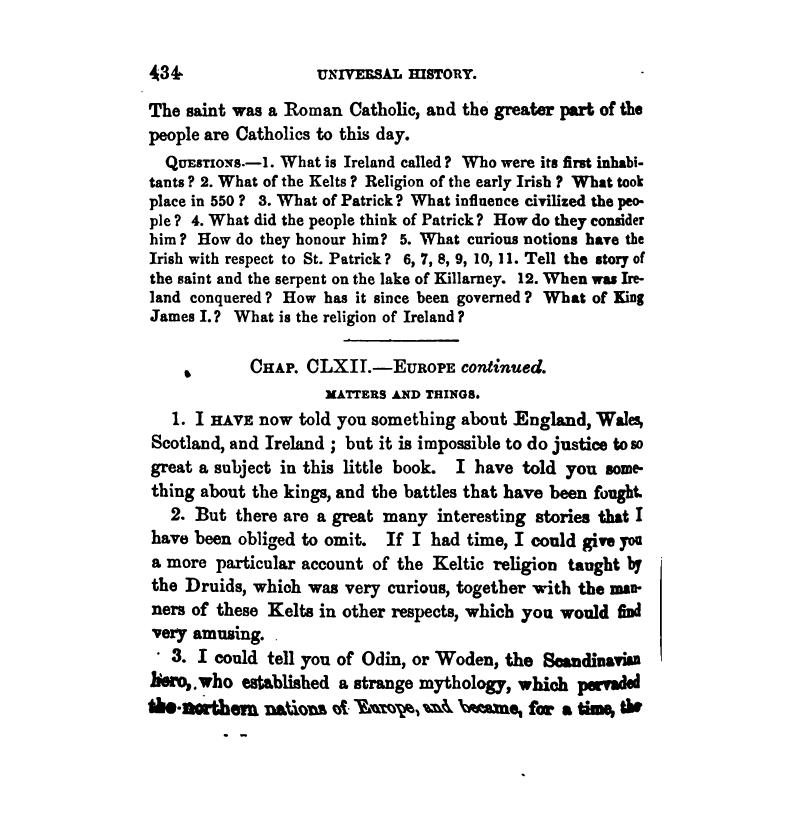 434 UNIVERSAL HISTORY.
The saint was a Roman Catholic, and the greater part of the
people are Catholics to this day.
QUESTIONS.—1. What is Ireland called? Who were its first inhabi-
tants? 2. What of the Kelts? Religion of the early Irish? What took
place in 550? 3. What of Patrick? What influence civilized the peo-
ple? 4. What did the people think of Patrick? How do they consider
him? How do they honour him? 5. What curious notions have the
Irish with respect to St. Patrick? 6, 7, 8, 9, 10, 11. Tell the story of
the saint and the serpent on the lake of Killarney. 12. When was Ire-
land conquered? How has it since been governed? What of King
James I.? What is the religion of Ireland?
CHAP. CLXII.—EUROPE continued.
MATTERS AND THINGS.
1. I HAVE now told you something about England, Wales,
Scotland, and Ireland; but it is impossible to do justice to so
great a subject in this little book. I have told you some-
thing about the kings, and the battles that have been fought.
2. But there are a great many interesting stories that I
have been obliged to omit. If I had time, I could give you
a more particular account of the Keltic religion taught by
the Druids, which was very curious, together with the man-
ners of these Kelts in other respects, which you would find
very amusing.
3. I could tell you of Odin, or Woden, the Scandinavian
hero, who established a strange mythology, which pervaded
the northern nations of Europe, and became, for a time, the